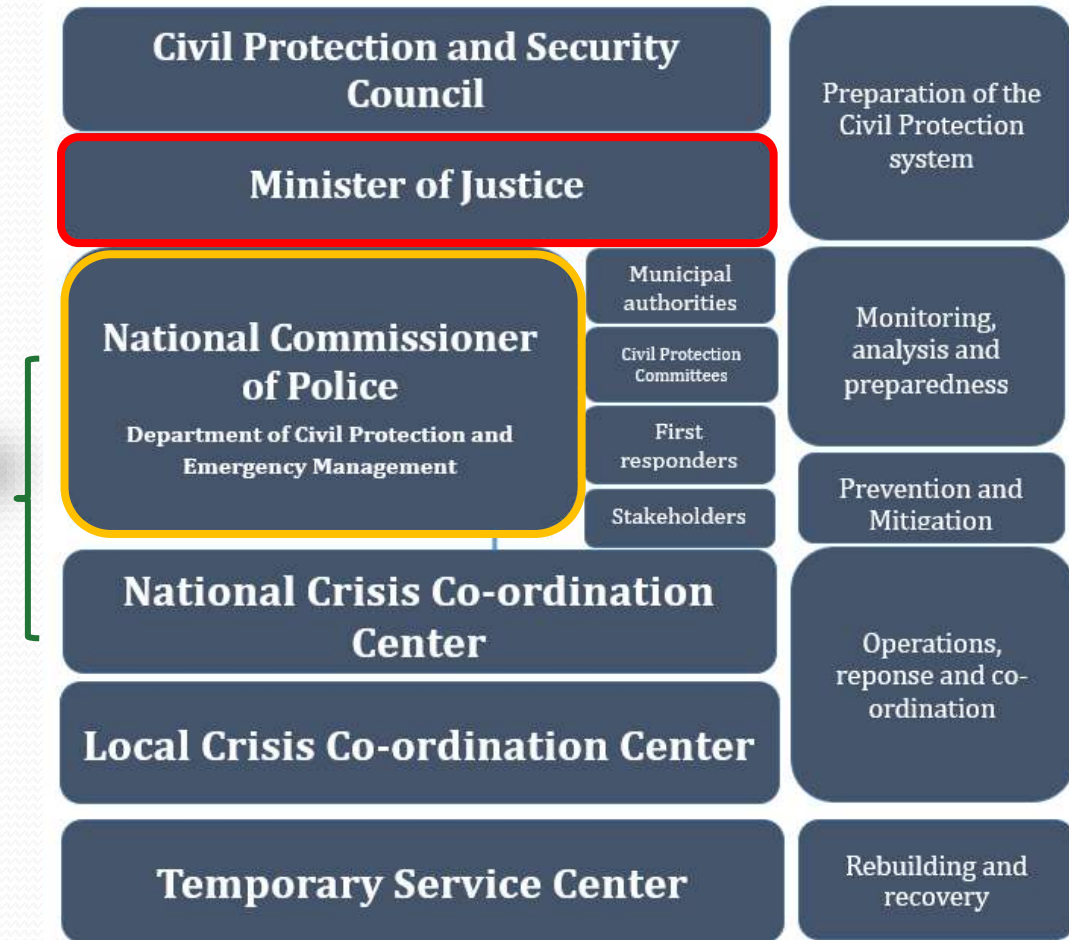 Civil Protection and Security
Council
Preparation of the
Civil Protection
system
Minister of Justice
National Commissioner
of Police
Department of Civil Protection and
Emergency Management
Municipal
authorities
Civil Protection
Committees
First
responders
Stakeholders
Monitoring,
analysis and
preparedness
Prevention and
Mitigation
National Crisis Co-ordination
Center
Local Crisis Co-ordination Center
Operations,
reponse and co-
ordination
Temporary Service Center
Rebuilding and
recovery